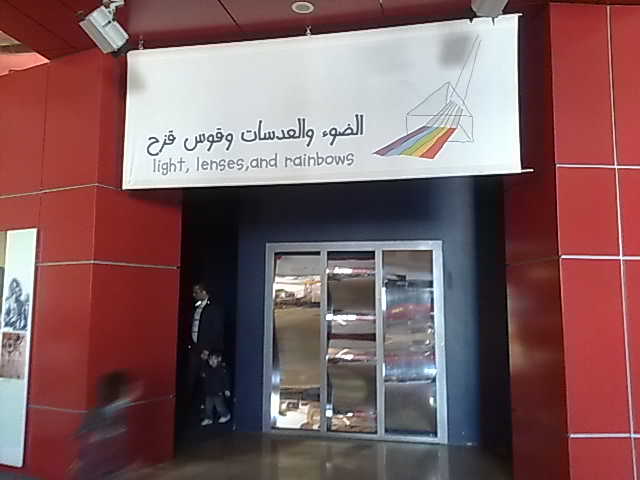 الضوء والعدسات وقوس قزح
light, lenses,and rainbows